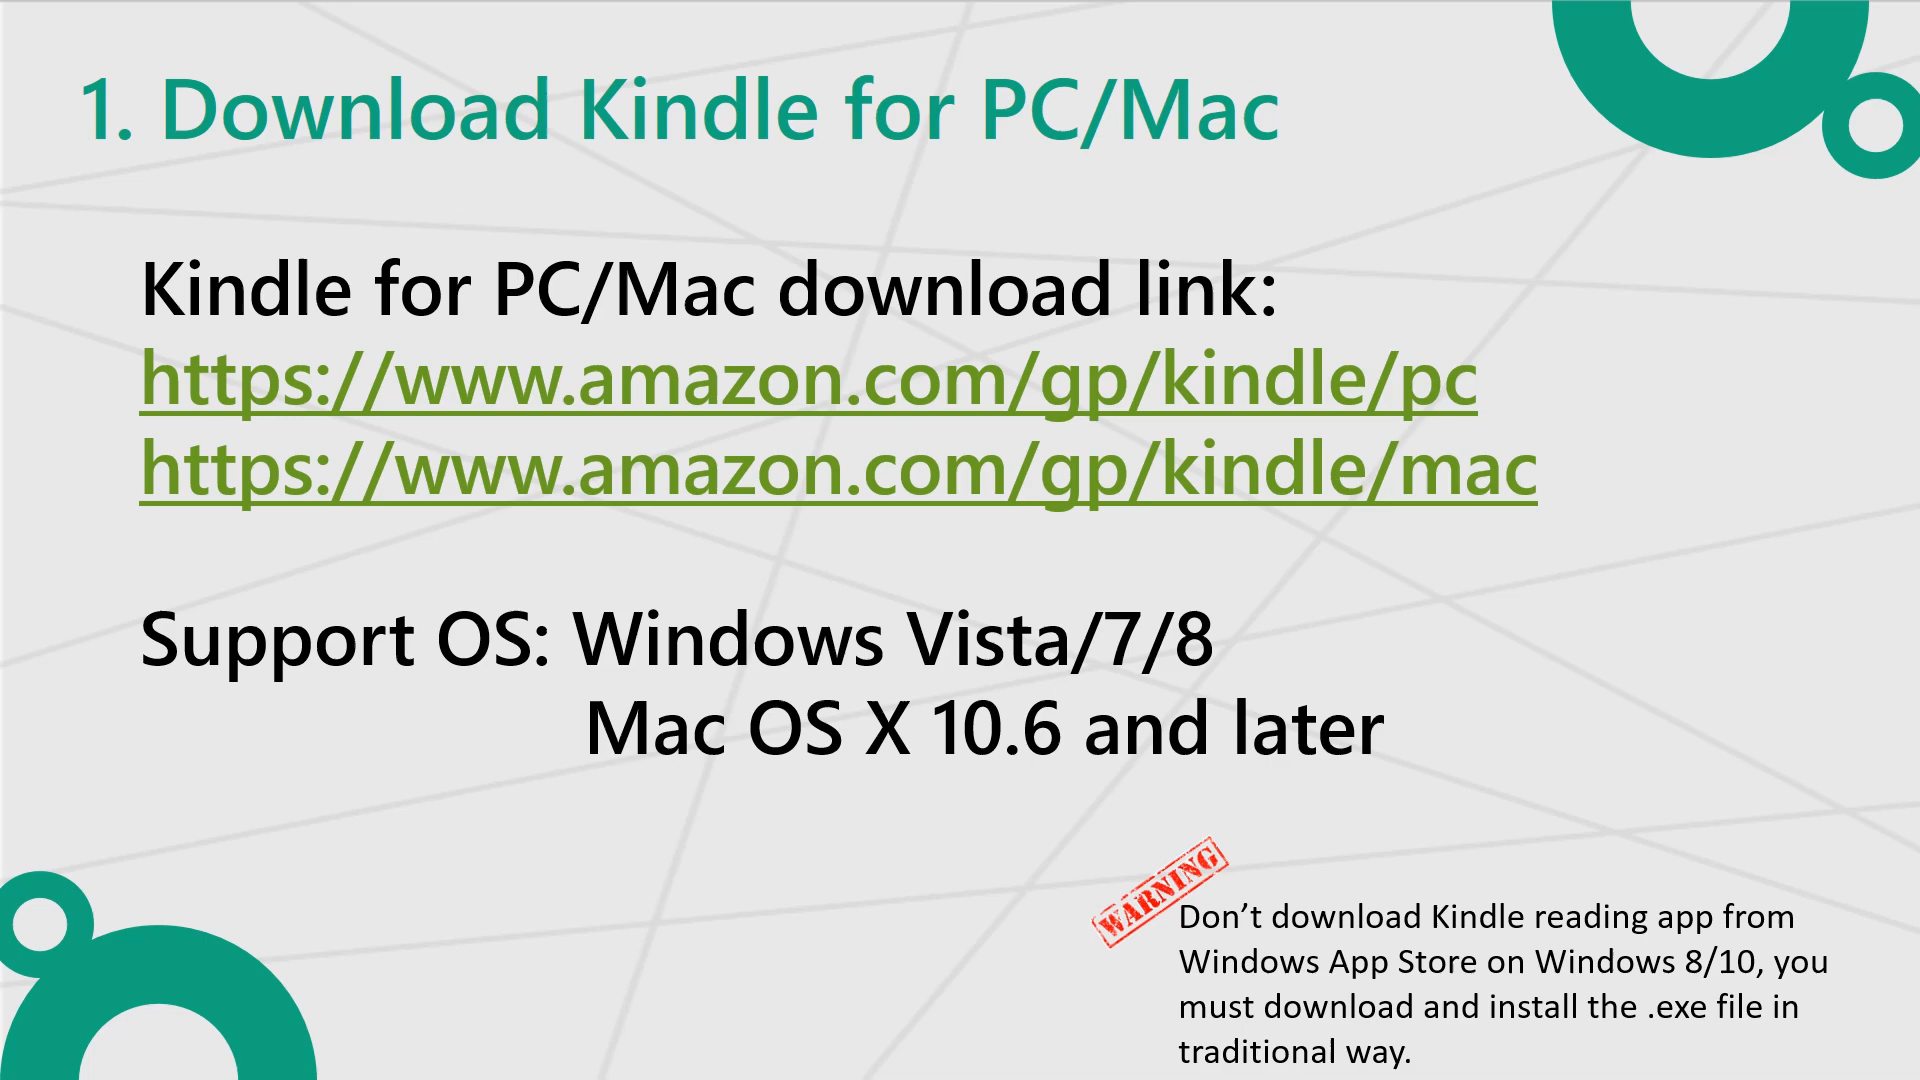 1. Download Kindle for PC/Mac
Kindle for PC/Mac download link:
https://www.amazon.com/gp/kindle/pc
https://www.amazon.com/gp/kindle/mac
Support OS: Windows Vista/7/8
Mac OS X 10.6 and later
WARNING
Don’t download Kindle reading app from
Windows App Store on Windows 8/10, you
must download and install the .exe file in
traditional way.